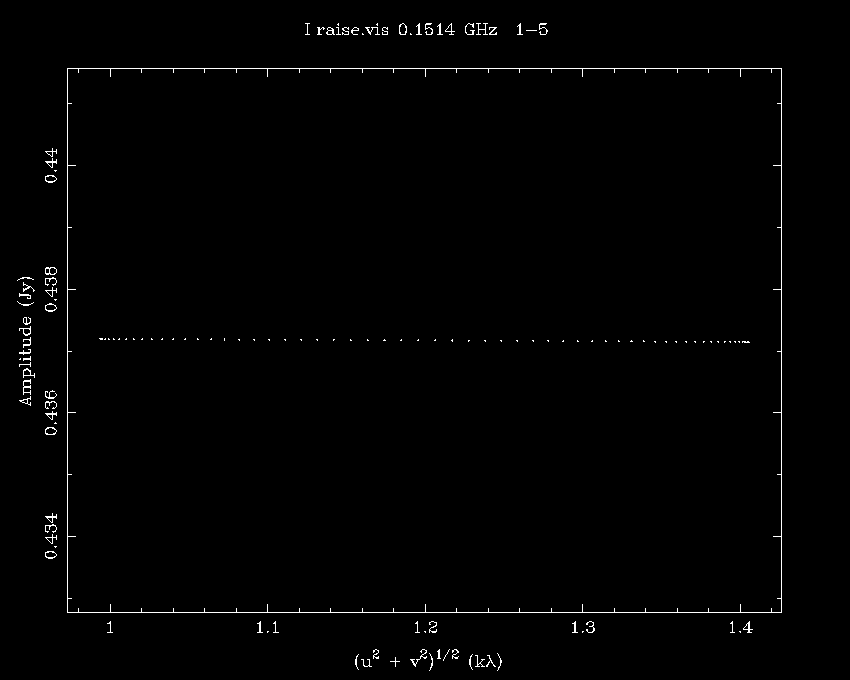 I raise.vis 0.1514 GHz 1−5
0.44
0.438
0.436
0.434
Amplitude (Jy)
1 1.1 1.2 1.3 1.4
(u² + v²)^1/2 (kλ)